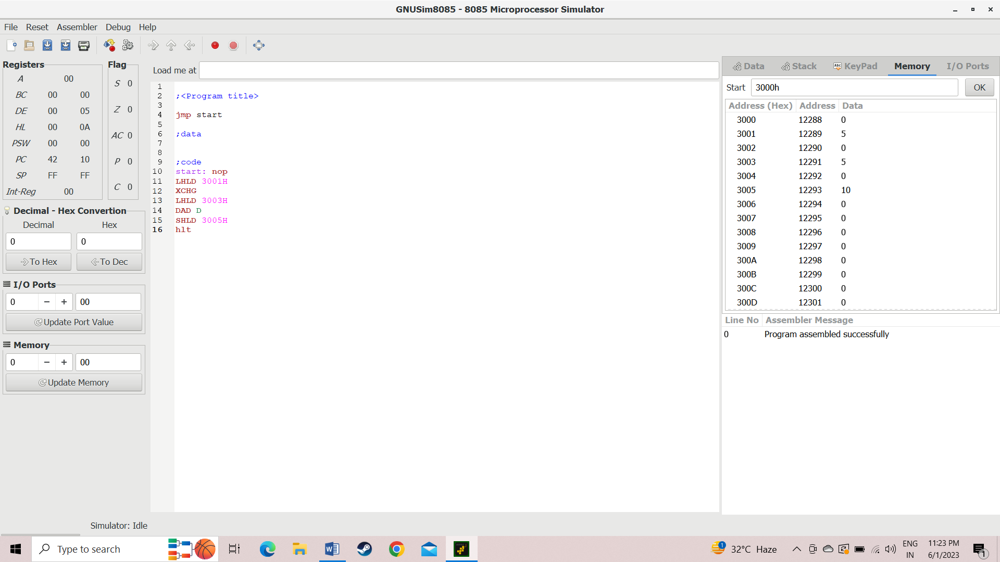 GNUSim8085 - 8085 Microprocessor Simulator
File Reset Assembler Debug Help
Registers
A 00
BC 00 00
DE 00 05
HL 00 0A
PSW 00 00
PC 42 10
SP FF FF
Int-Reg 00
Flag
S 0
Z 0
AC 0
P 0
C 0
Decimal - Hex Convertion
Decimal Hex
0 0
To Hex To Dec
I/O Ports
0 − + 00
Update Port Value
Memory
0 − + 00
Update Memory
Load me at
1
2 ;<Program title>
3
4 jmp start
5
6 ;data
7
8
9 ;code
10 start: nop
11 LHLD 3001H
12 XCHG
13 LHLD 3003H
14 DAD D
15 SHLD 3005H
16 hlt
Data Stack Abc KeyPad Memory I/O Ports
Start 3000h OK
Address (Hex) Address Data
3000 12288 0
3001 12289 5
3002 12290 0
3003 12291 5
3004 12292 0
3005 12293 10
3006 12294 0
3007 12295 0
3008 12296 0
3009 12297 0
300A 12298 0
300B 12299 0
300C 12300 0
300D 12301 0
Line No Assembler Message
0 Program assembled successfully
Simulator: Idle
Type to search
1 32°C Haze
ENG
IN
11:23 PM
6/1/2023
1